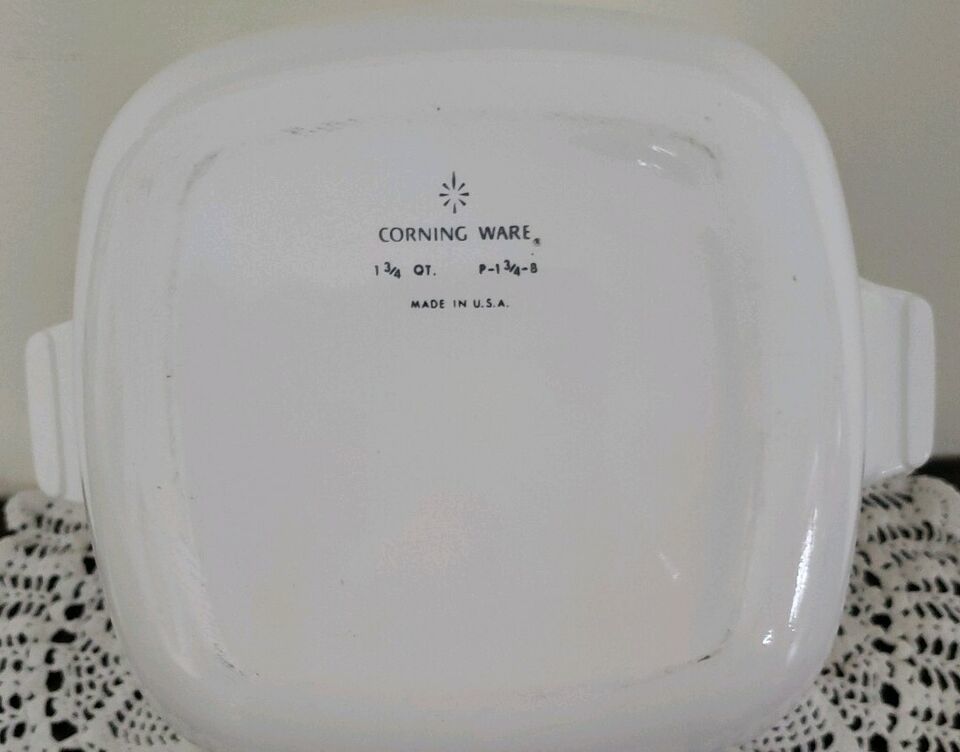 CORNING WARE®
1 3/4 QT. P-1 3/4-B
MADE IN U.S.A.